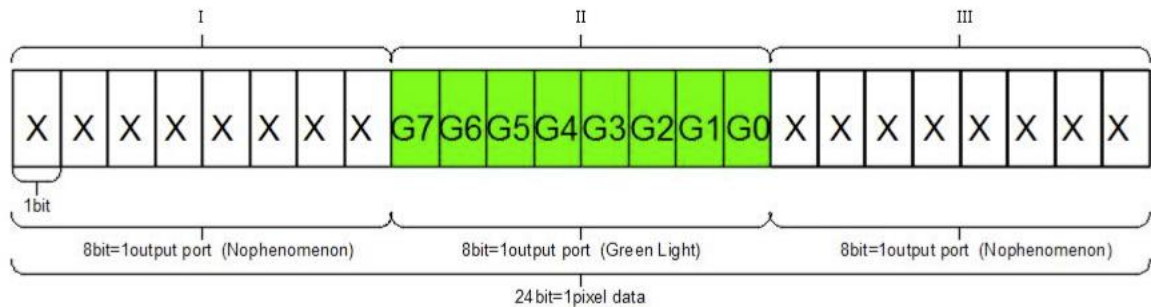 I II III
X X X X X X X X G7 G6 G5 G4 G3 G2 G1 G0 X X X X X X X X
1bit
8bit=1output port (Nophenomenon) 8bit=1output port (Green Light) 8bit=1output port (Nophenomenon)
24bit=1pixel data